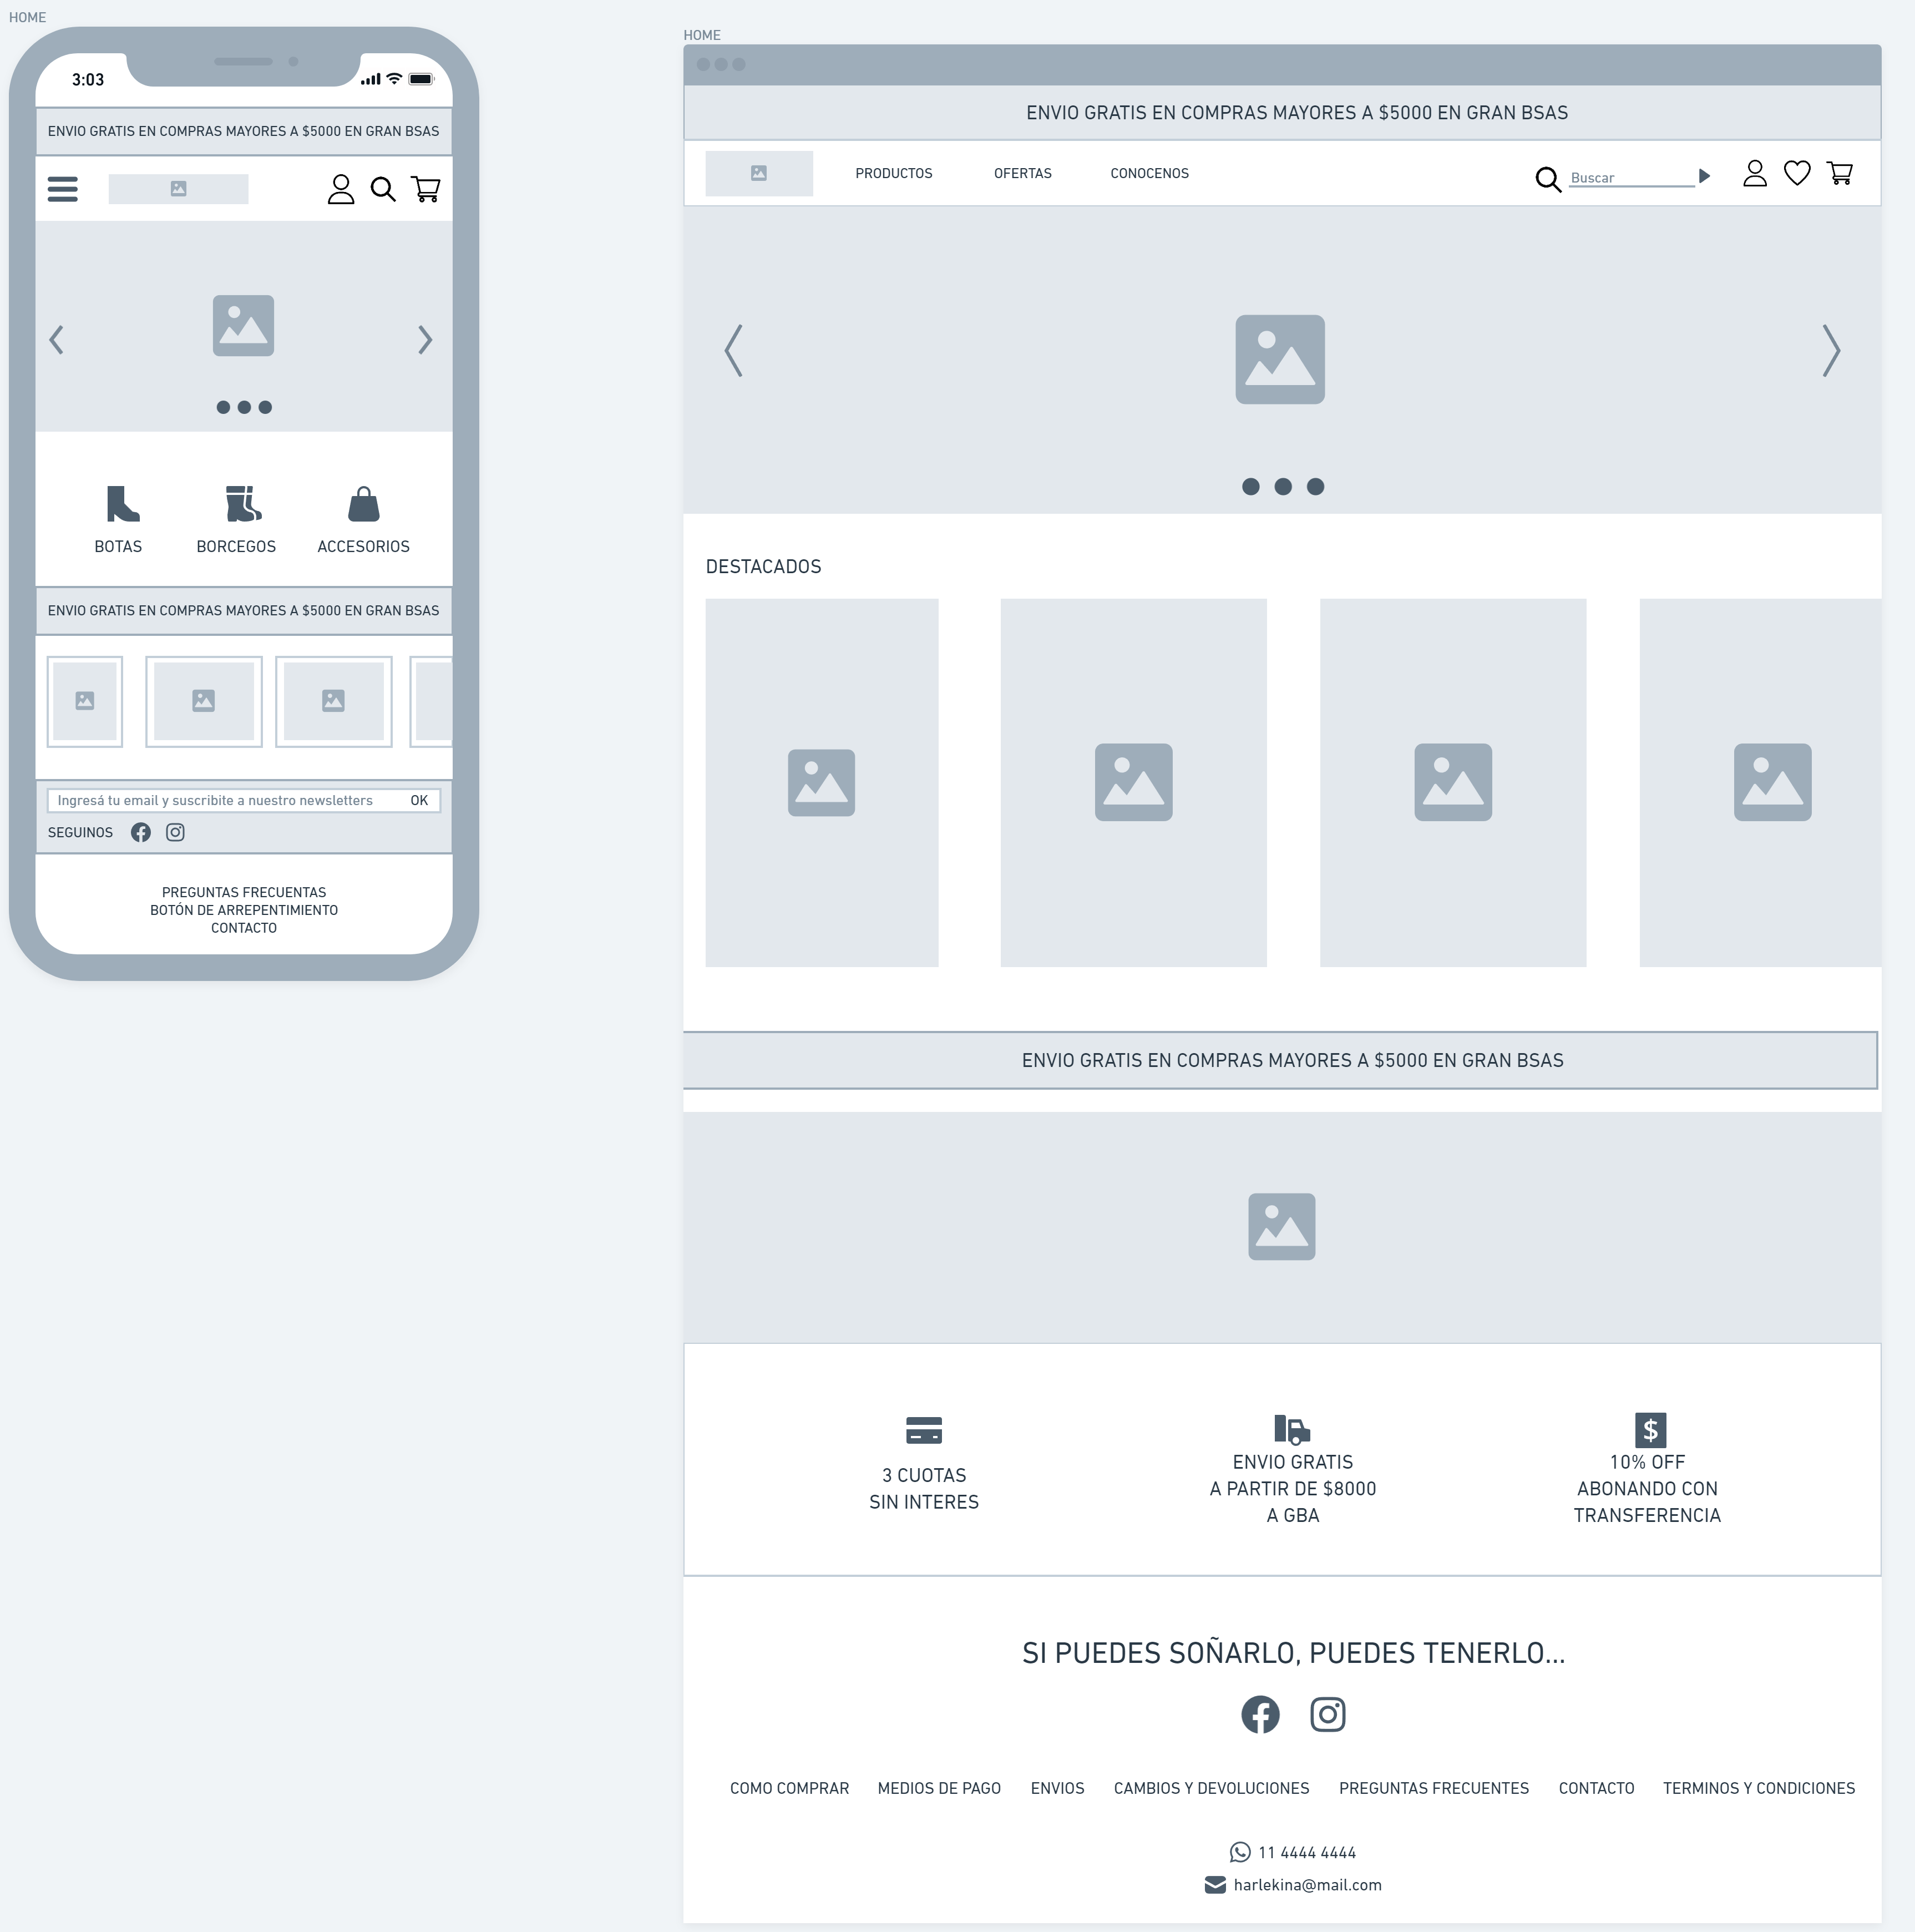 HOME
3:03
ENVIO GRATIS EN COMPRAS MAYORES A $5000 EN GRAN BSAS
BOTAS
BORCEGOS
ACCESORIOS
ENVIO GRATIS EN COMPRAS MAYORES A $5000 EN GRAN BSAS
Ingresá tu email y suscribite a nuestro newsletters
OK
SEGUINOS
PREGUNTAS FRECUENTAS
BOTÓN DE ARREPENTIMIENTO
CONTACTO
HOME
ENVIO GRATIS EN COMPRAS MAYORES A $5000 EN GRAN BSAS
PRODUCTOS
OFERTAS
CONOCENOS
Buscar
DESTACADOS
ENVIO GRATIS EN COMPRAS MAYORES A $5000 EN GRAN BSAS
3 CUOTAS
SIN INTERES
ENVIO GRATIS
A PARTIR DE $8000
A GBA
$
10% OFF
ABONANDO CON
TRANSFERENCIA
SI PUEDES SOÑARLO, PUEDES TENERLO...
COMO COMPRAR
MEDIOS DE PAGO
ENVIOS
CAMBIOS Y DEVOLUCIONES
PREGUNTAS FRECUENTES
CONTACTO
TERMINOS Y CONDICIONES
11 4444 4444
harlekina@mail.com